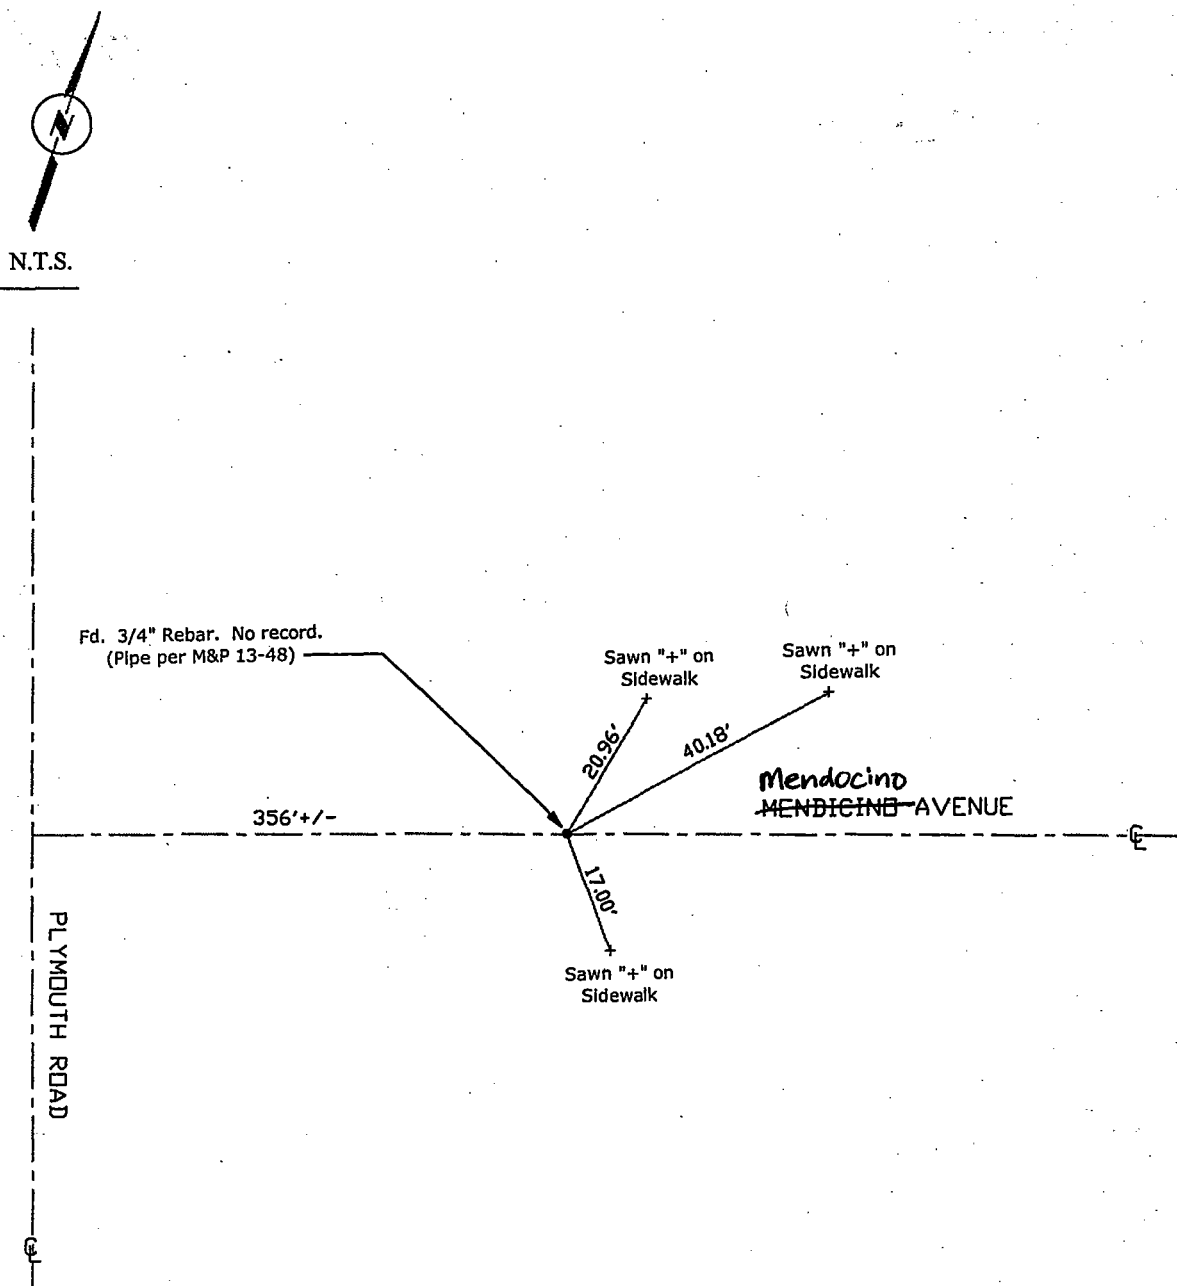 N
N.T.S.
Fd. 3/4" Rebar. No record.
(Pipe per M&P 13-48)
Sawn "+" on
Sidewalk
Sawn "+" on
Sidewalk
20.96'
40.18'
Mendocino
MENDICINO AVENUE
356'+/-
℄
17.00'
Sawn "+" on
Sidewalk
PLYMOUTH ROAD
℄